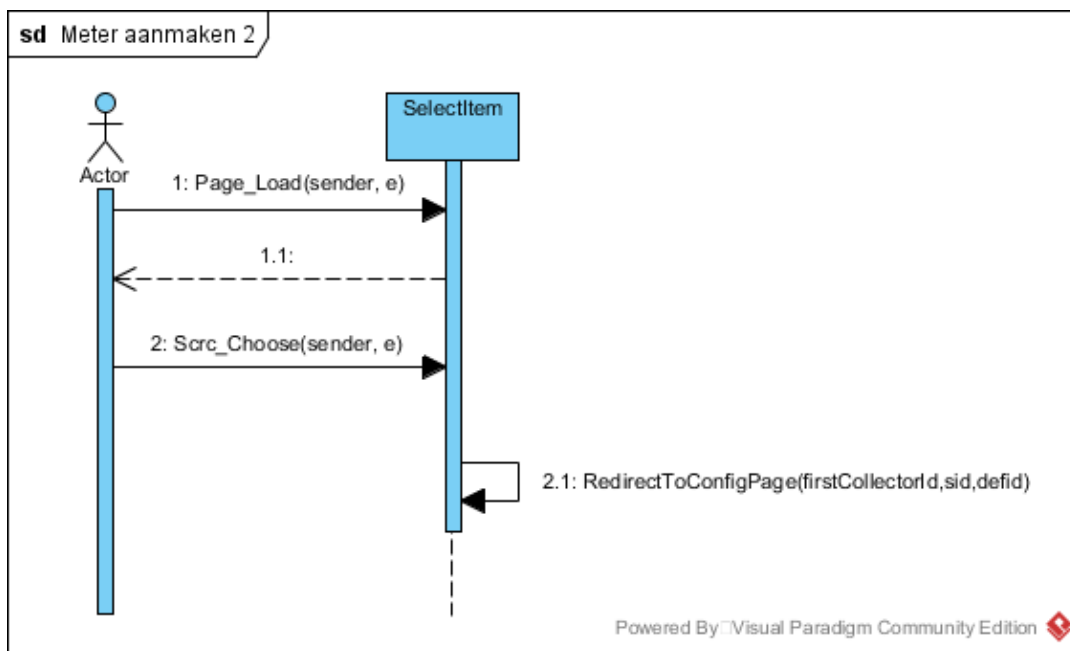 sd Meter aanmaken 2
SelectItem
Actor
1: Page_Load(sender, e)
1.1:
2: Scrc_Choose(sender, e)
2.1: RedirectToConfigPage(firstCollectorId,sid,defid)
Powered By Visual Paradigm Community Edition